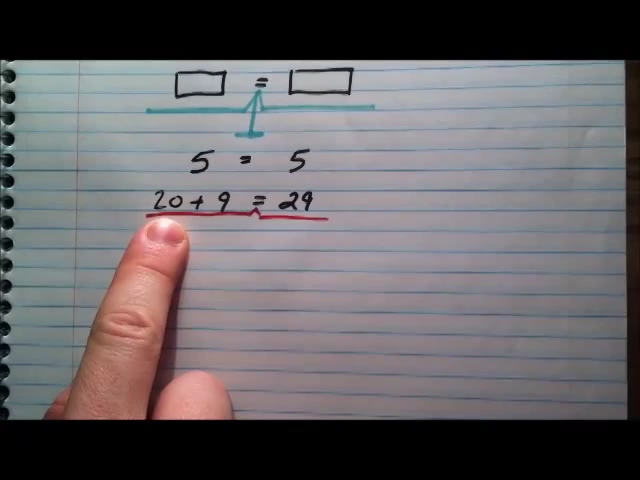 =
5 = 5
20 + 9 = 29